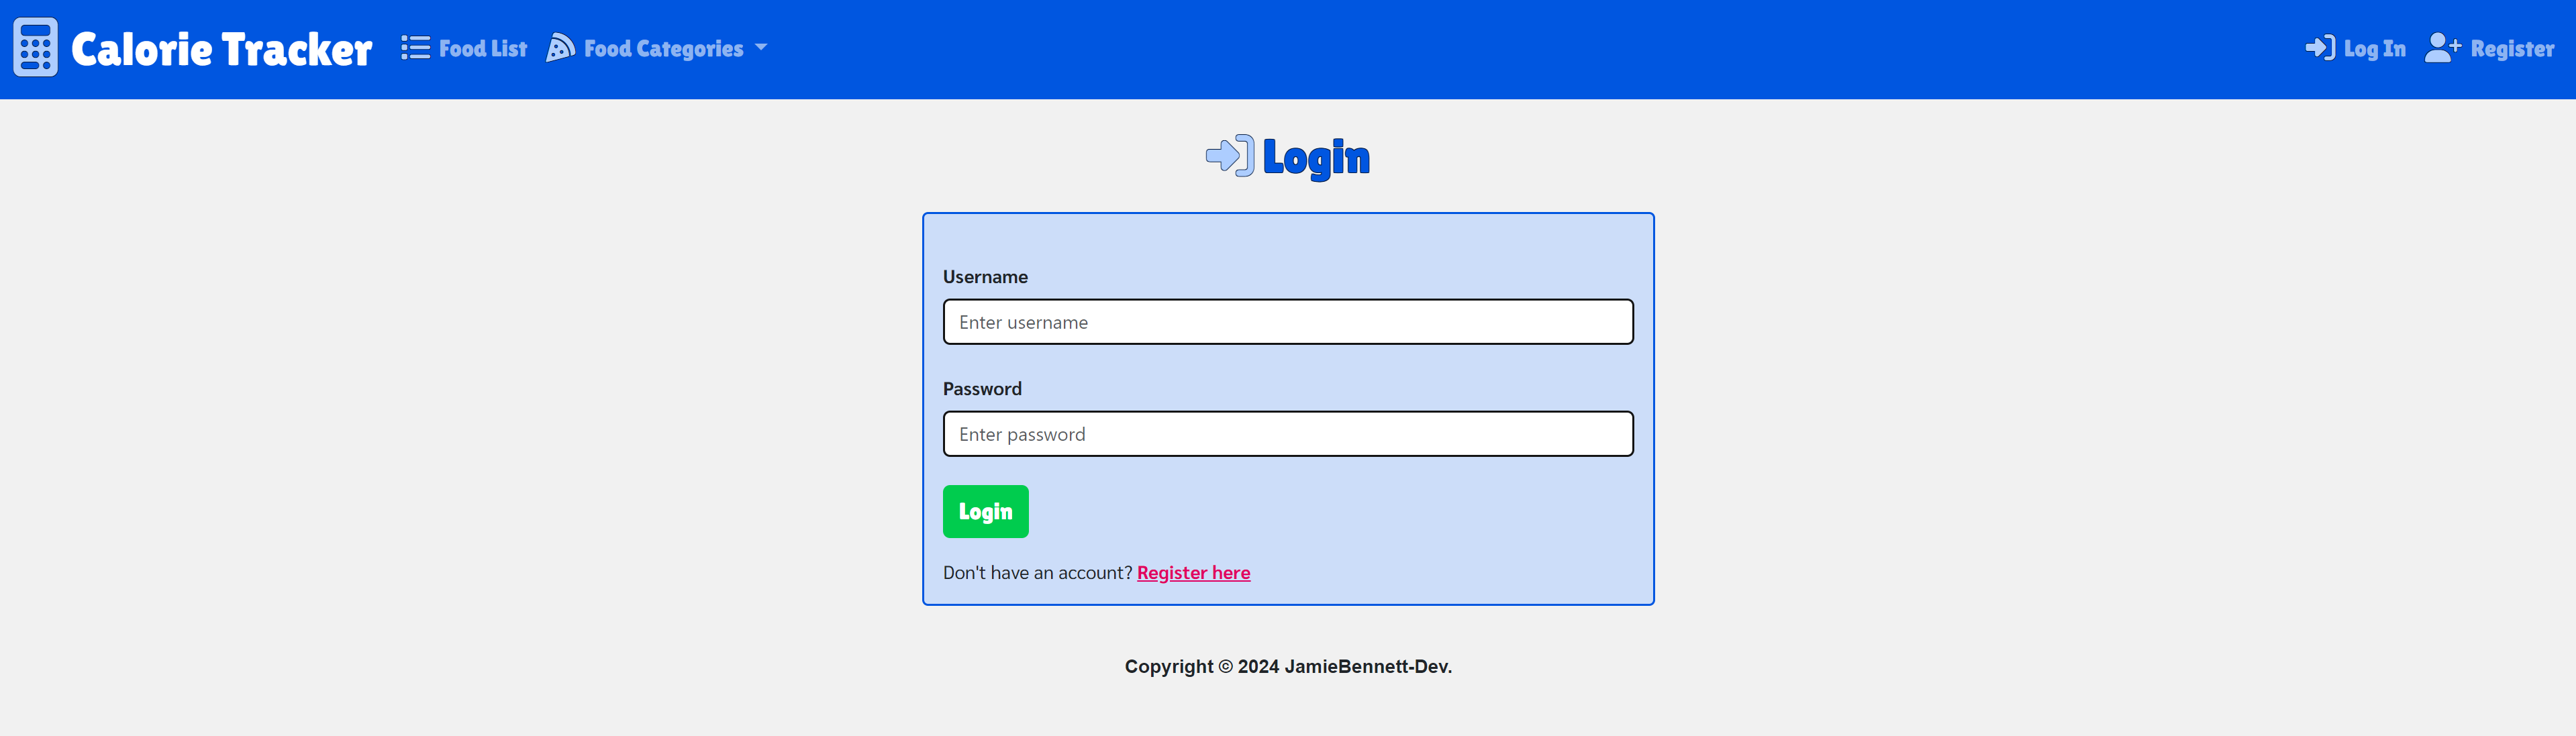 Calorie Tracker Food List Food Categories Log In Register
Login
Username
Enter username
Password
Enter password
Login
Don't have an account? Register here
Copyright © 2024 JamieBennett-Dev.